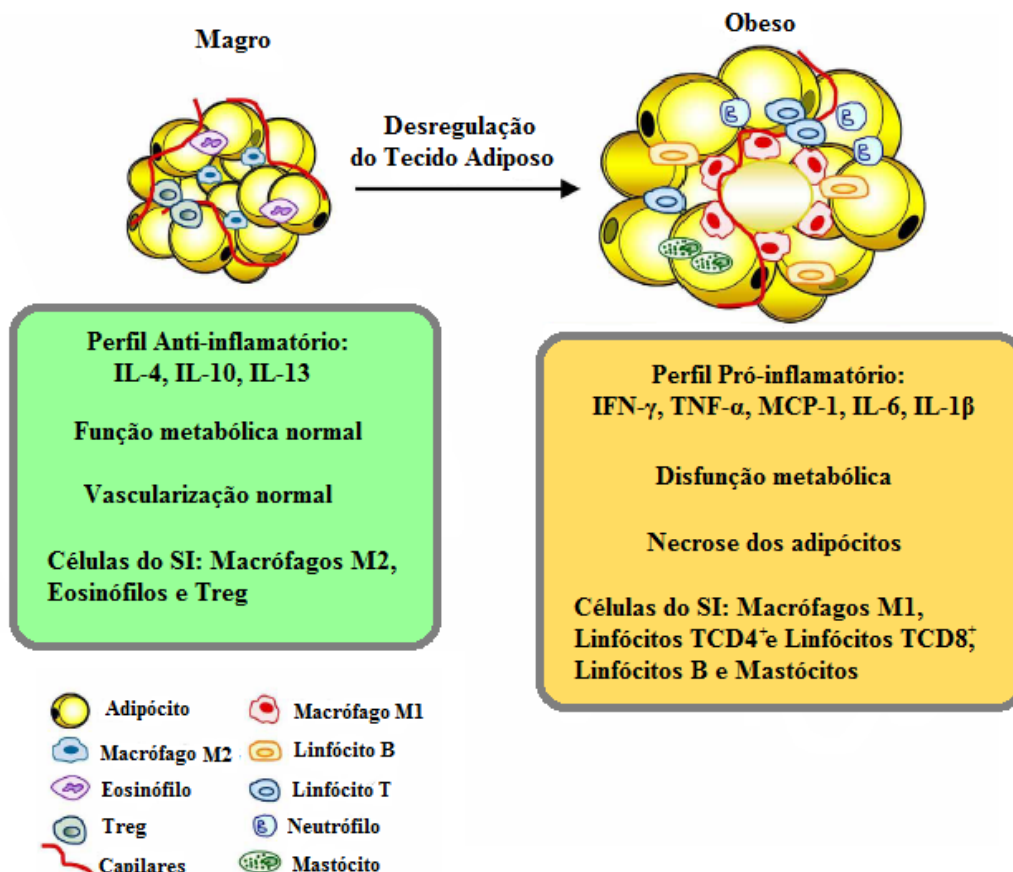 Magro
Obeso
Desregulação
do Tecido Adiposo
Perfil Anti-inflamatório:
IL-4, IL-10, IL-13
Função metabólica normal
Vascularização normal
Células do SI: Macrófagos M2,
Eosinófilos e Treg
Perfil Pró-inflamatório:
IFN-γ, TNF-α, MCP-1, IL-6, IL-1β
Disfunção metabólica
Necrose dos adipócitos
Células do SI: Macrófagos M1,
Linfócitos TCD4⁺e Linfócitos TCD8⁺,
Linfócitos B e Mastócitos
Adipócito
Macrófago M2
Eosinófilo
Treg
Capilares
Macrófago M1
Linfócito B
Linfócito T
Neutrófilo
Mastócito